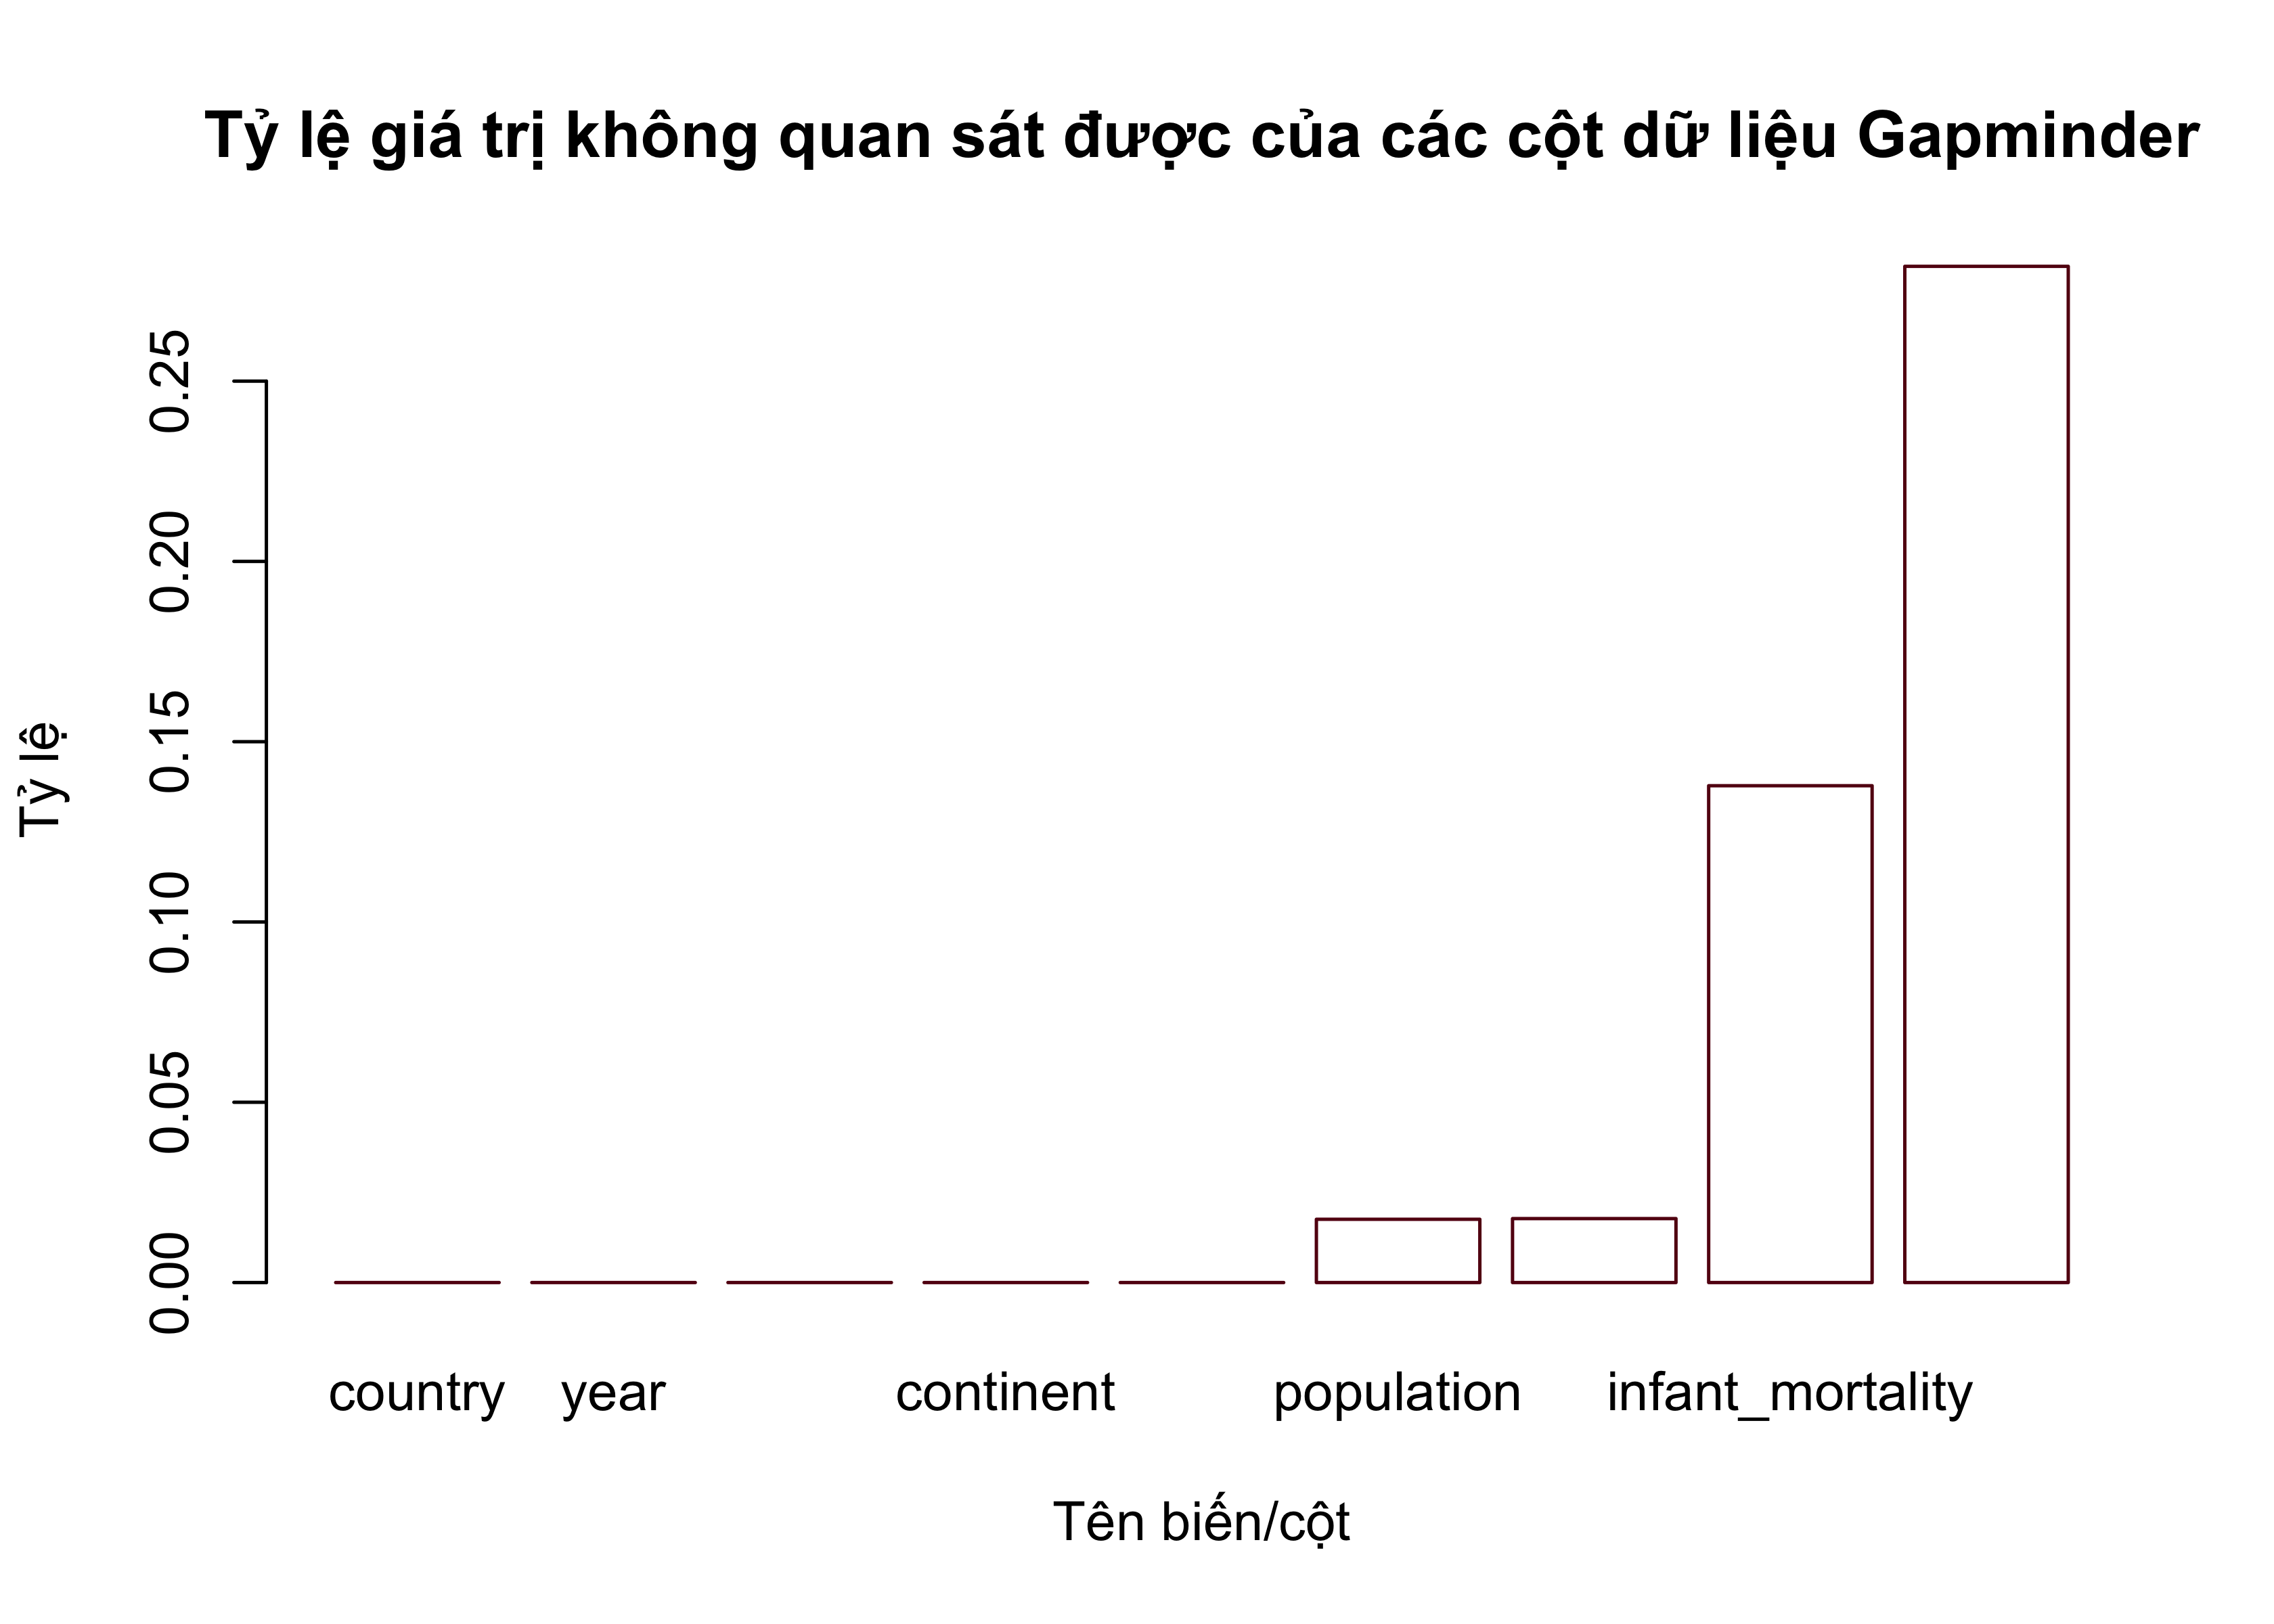 Tỷ lệ giá trị không quan sát được của các cột dữ liệu Gapminder
Tỷ lệ
0.25
0.20
0.15
0.10
0.05
0.00
country year continent population infant_mortality
Tên biến/cột